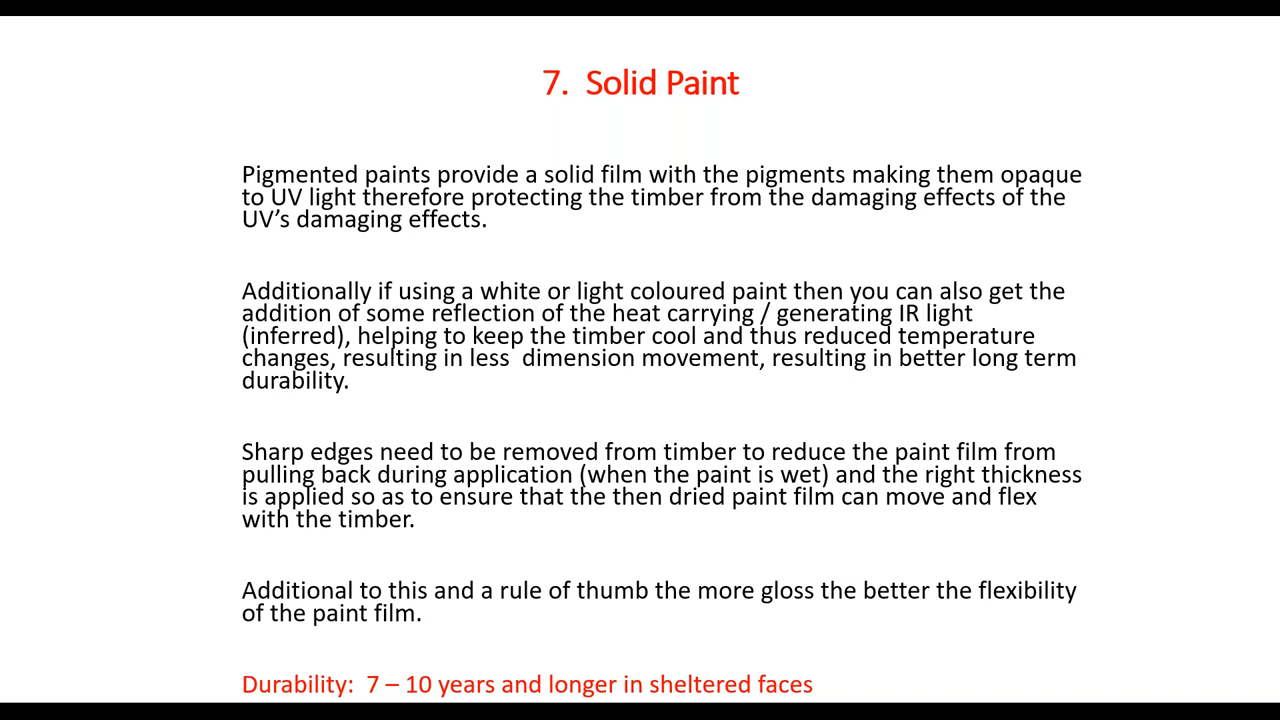 7. Solid Paint
Pigmented paints provide a solid film with the pigments making them opaque
to UV light therefore protecting the timber from the damaging effects of the
UV’s damaging effects.
Additionally if using a white or light coloured paint then you can also get the
addition of some reflection of the heat carrying / generating IR light
(inferred), helping to keep the timber cool and thus reduced temperature
changes, resulting in less dimension movement, resulting in better long term
durability.
Sharp edges need to be removed from timber to reduce the paint film from
pulling back during application (when the paint is wet) and the right thickness
is applied so as to ensure that the then dried paint film can move and flex
with the timber.
Additional to this and a rule of thumb the more gloss the better the flexibility
of the paint film.
Durability: 7 – 10 years and longer in sheltered faces